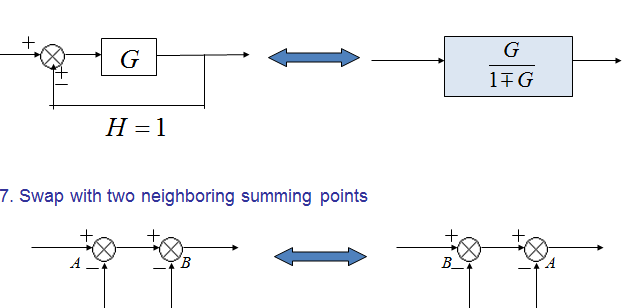 + G ± G
1∓G
H = 1
7. Swap with two neighboring summing points
+ + + +
A − − B B − − A